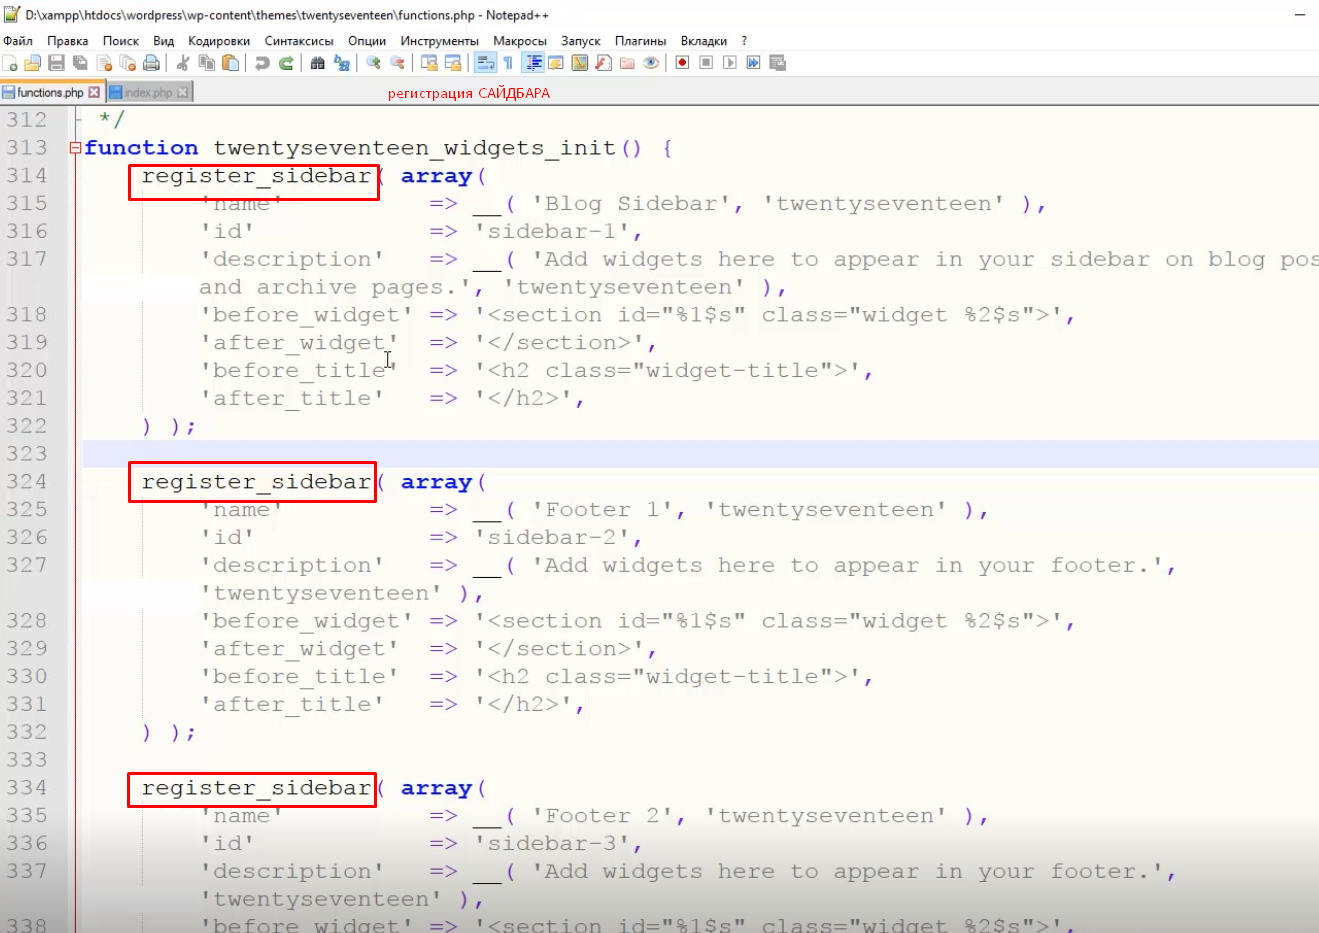 D:\xampp\htdocs\wordpress\wp-content\themes\twentyseventeen\functions.php - Notepad++
Файл Правка Поиск Вид Кодировки Синтаксисы Опции Инструменты Макросы Запуск Плагины Вкладки ?
functions.php index.php
регистрация САЙДБАРА
312 */
313 function twentyseventeen_widgets_init() {
314 register_sidebar( array(
315 'name' => __( 'Blog Sidebar', 'twentyseventeen' ),
316 'id' => 'sidebar-1',
317 'description' => __( 'Add widgets here to appear in your sidebar on blog pos
and archive pages.', 'twentyseventeen' ),
318 'before_widget' => '<section id="%1$s" class="widget %2$s">',
319 'after_widget' => '</section>',
320 'before_title' => '<h2 class="widget-title">',
321 'after_title' => '</h2>',
322 ) );
323
324 register_sidebar( array(
325 'name' => __( 'Footer 1', 'twentyseventeen' ),
326 'id' => 'sidebar-2',
327 'description' => __( 'Add widgets here to appear in your footer.',
'twentyseventeen' ),
328 'before_widget' => '<section id="%1$s" class="widget %2$s">',
329 'after_widget' => '</section>',
330 'before_title' => '<h2 class="widget-title">',
331 'after_title' => '</h2>',
332 ) );
333
334 register_sidebar( array(
335 'name' => __( 'Footer 2', 'twentyseventeen' ),
336 'id' => 'sidebar-3',
337 'description' => __( 'Add widgets here to appear in your footer.',
'twentyseventeen' ),
338 'before_widget' => '<section id="%1$s" class="widget %2$s">',